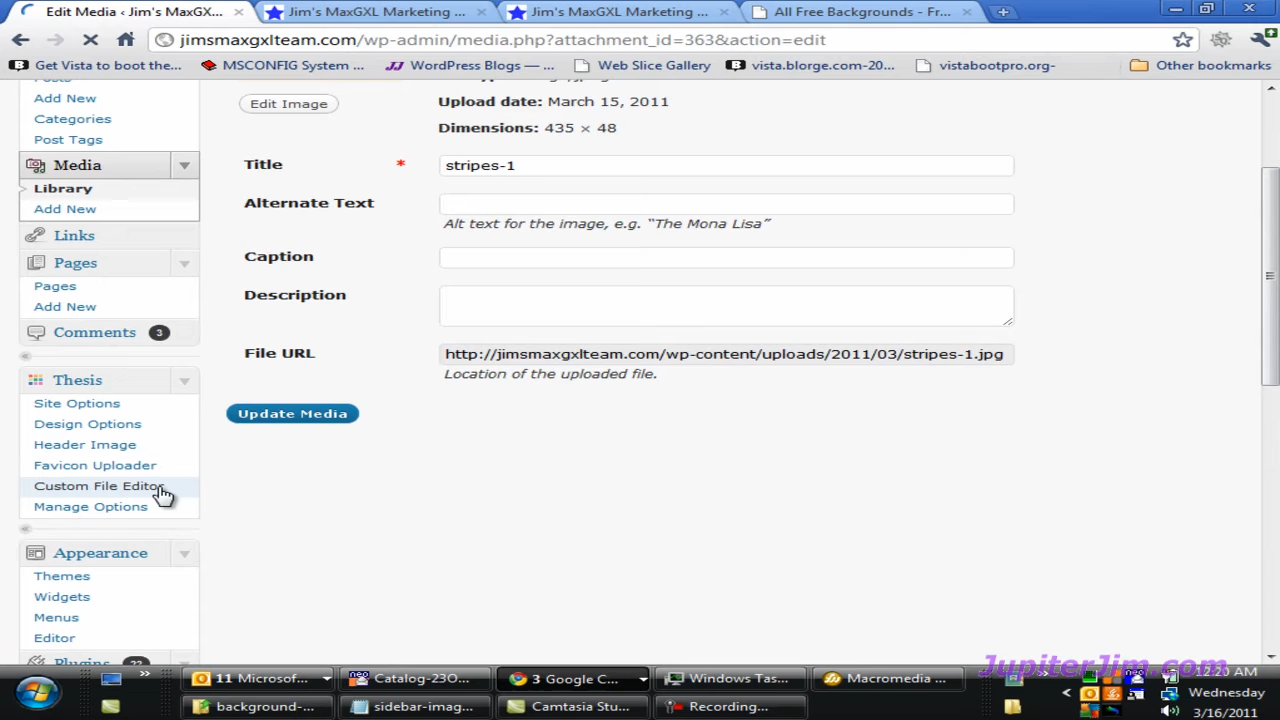 Edit Media ‹ Jim's MaxGX...
Jim's MaxGXL Marketing ...
Jim's MaxGXL Marketing ...
All Free Backgrounds - Fr...
jimsmaxgxlteam.com/wp-admin/media.php?attachment_id=363&action=edit
Get Vista to boot the...
MSCONFIG System ...
WordPress Blogs — ...
Web Slice Gallery
vista.blorge.com-20...
vistabootpro.org-
Other bookmarks
Add New
Categories
Post Tags
Media
Library
Add New
Links
Pages
Pages
Add New
Comments 3
Thesis
Site Options
Design Options
Header Image
Favicon Uploader
Custom File Editor
Manage Options
Appearance
Themes
Widgets
Menus
Editor
Plugins 22
Edit Image
Upload date: March 15, 2011
Dimensions: 435 × 48
Title * stripes-1
Alternate Text
Alt text for the image, e.g. “The Mona Lisa”
Caption
Description
File URL http://jimsmaxgxlteam.com/wp-content/uploads/2011/03/stripes-1.jpg
Location of the uploaded file.
Update Media
JupiterJim.com
11 Microsof...
Catalog-23O...
3 Google C...
Windows Tas...
Macromedia ...
12:20 AM
background-...
sidebar-imag...
Camtasia Stu...
Recording...
Wednesday
3/16/2011